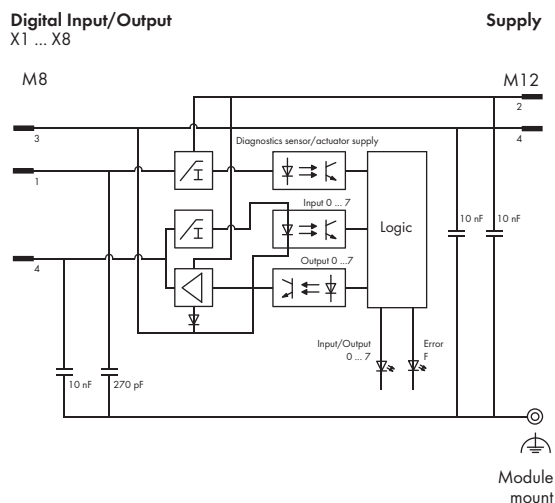 Digital Input/Output
Supply
X1 ... X8
M8
M12
2
3
4
Diagnostics sensor/actuator supply
1
Input 0 ... 7
Logic
10 nF
10 nF
Output 0 ...7
4
Input/Output
0 ... 7
Error
F
10 nF
270 pF
Module
mount